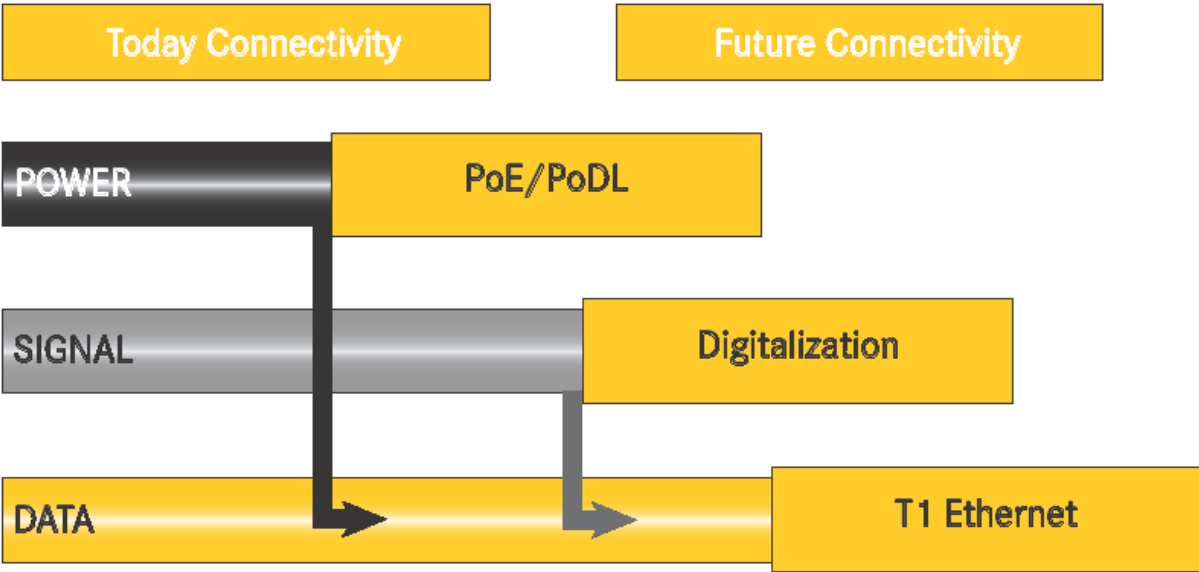 Today Connectivity
Future Connectivity
POWER
PoE/PoDL
SIGNAL
Digitalization
DATA
T1 Ethernet